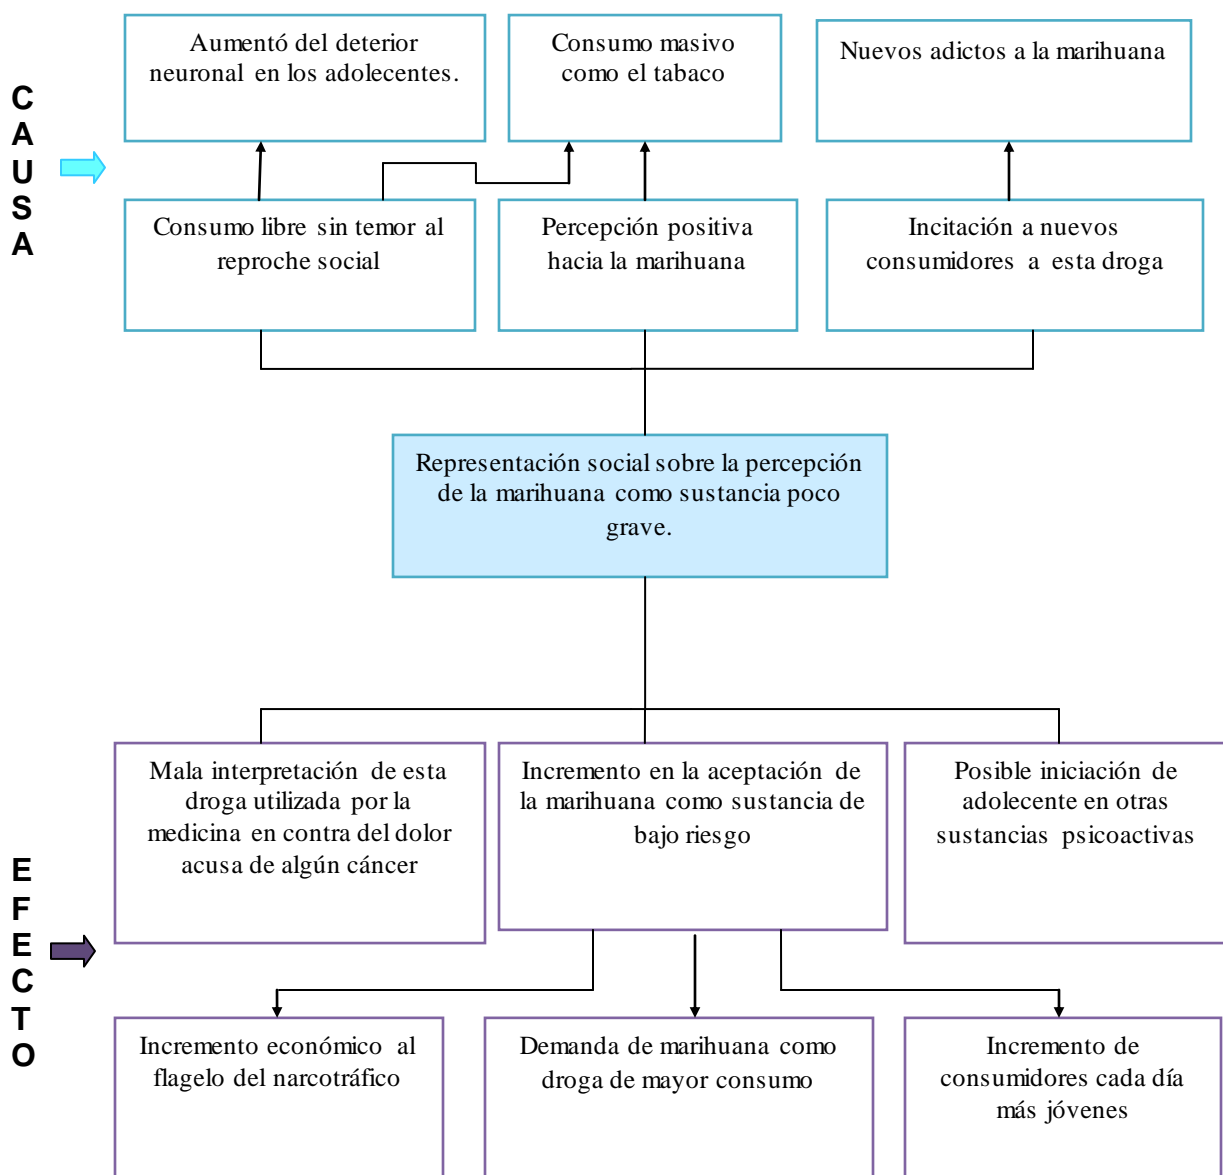 Aumentó del deterior
neuronal en los adolecentes.
Consumo masivo
como el tabaco
Nuevos adictos a la marihuana
CAUSA
Consumo libre sin temor al
reproche social
Percepción positiva
hacia la marihuana
Incitación a nuevos
consumidores a esta droga
Representación social sobre la percepción
de la marihuana como sustancia poco
grave.
Mala interpretación de esta
droga utilizada por la
medicina en contra del dolor
acusa de algún cáncer
Incremento en la aceptación de
la marihuana como sustancia de
bajo riesgo
Posible iniciación de
adolecente en otras
sustancias psicoactivas
EFECTO
Incremento económico al
flagelo del narcotráfico
Demanda de marihuana como
droga de mayor consumo
Incremento de
consumidores cada día
más jóvenes